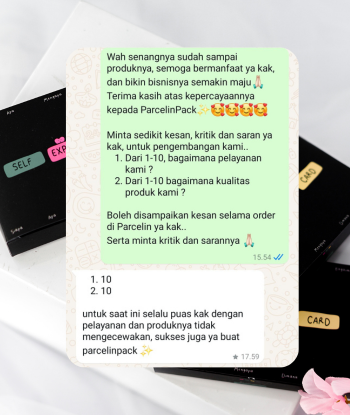 Wah senangnya sudah sampai
produknya, semoga bermanfaat ya kak,
dan bikin bisnisnya semakin maju🙏🏻
Terima kasih atas kepercayaannya
kepada ParcelinPack✨🥰🥰🥰🥰
Minta sedikit kesan, kritik dan saran ya
kak, untuk pengembangan kami..
1. Dari 1-10, bagaimana pelayanan
kami ?
2. Dari 1-10 bagaimana kualitas
produk kami ?
Boleh disampaikan kesan selama order
di Parcelin ya kak..
Serta minta kritik dan sarannya 🙏🏻
15.54
1. 10
2. 10
untuk saat ini selalu puas kak dengan
pelayanan dan produknya tidak
mengecewakan, sukses juga ya buat
parcelinpack ✨
★ 17.59
SELF
EXP
CARD
CARD